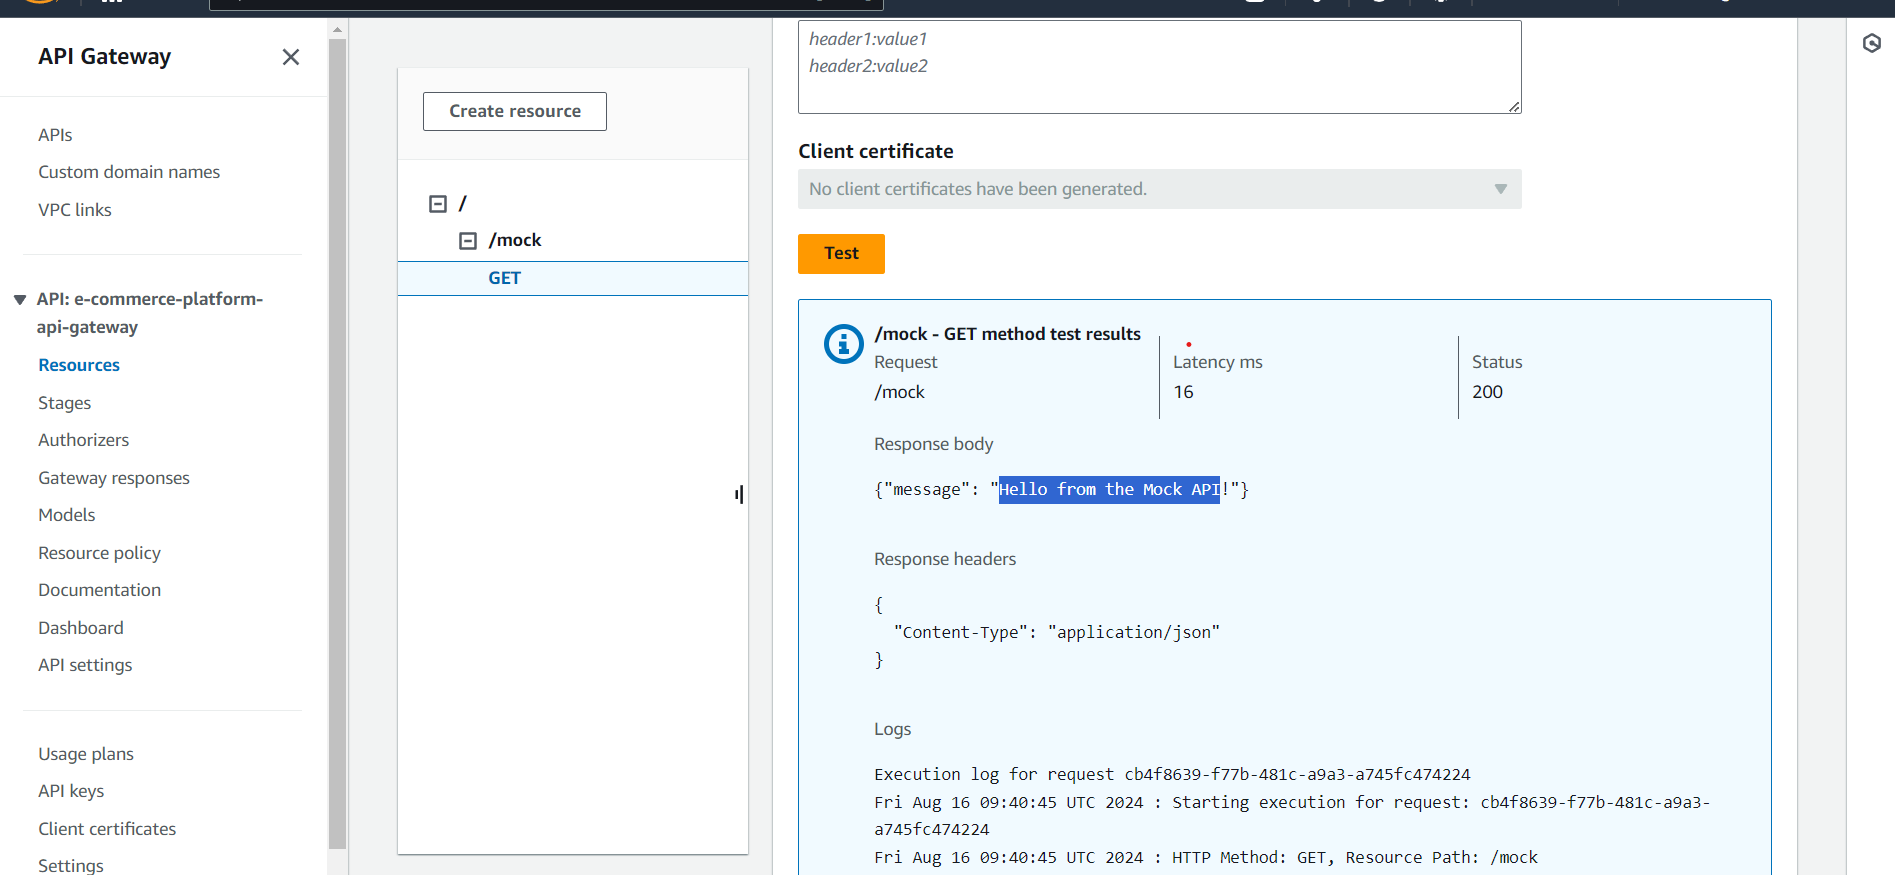 API Gateway
APIs
Custom domain names
VPC links
API: e-commerce-platform-
api-gateway
Resources
Stages
Authorizers
Gateway responses
Models
Resource policy
Documentation
Dashboard
API settings
Usage plans
API keys
Client certificates
Settings
Create resource
/
/mock
GET
header1:value1
header2:value2
Client certificate
No client certificates have been generated.
Test
/mock - GET method test results
Request
/mock
Latency ms
16
Status
200
Response body
{"message": "Hello from the Mock API!"}
Response headers
{
"Content-Type": "application/json"
}
Logs
Execution log for request cb4f8639-f77b-481c-a9a3-a745fc474224
Fri Aug 16 09:40:45 UTC 2024 : Starting execution for request: cb4f8639-f77b-481c-a9a3-
a745fc474224
Fri Aug 16 09:40:45 UTC 2024 : HTTP Method: GET, Resource Path: /mock